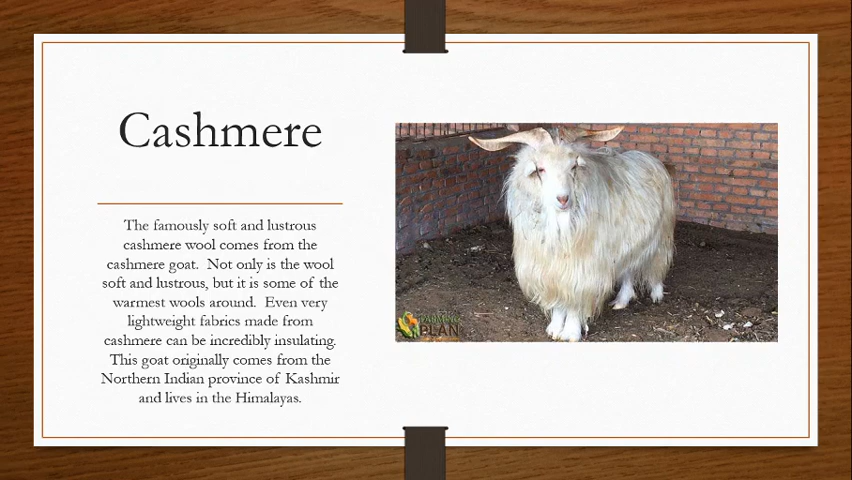 Cashmere
The famously soft and lustrous
cashmere wool comes from the
cashmere goat.  Not only is the wool
soft and lustrous, but it is some of the
warmest wools around.  Even very
lightweight fabrics made from
cashmere can be incredibly insulating.
This goat originally comes from the
Northern Indian province of Kashmir
and lives in the Himalayas.
FARMING
PLAN